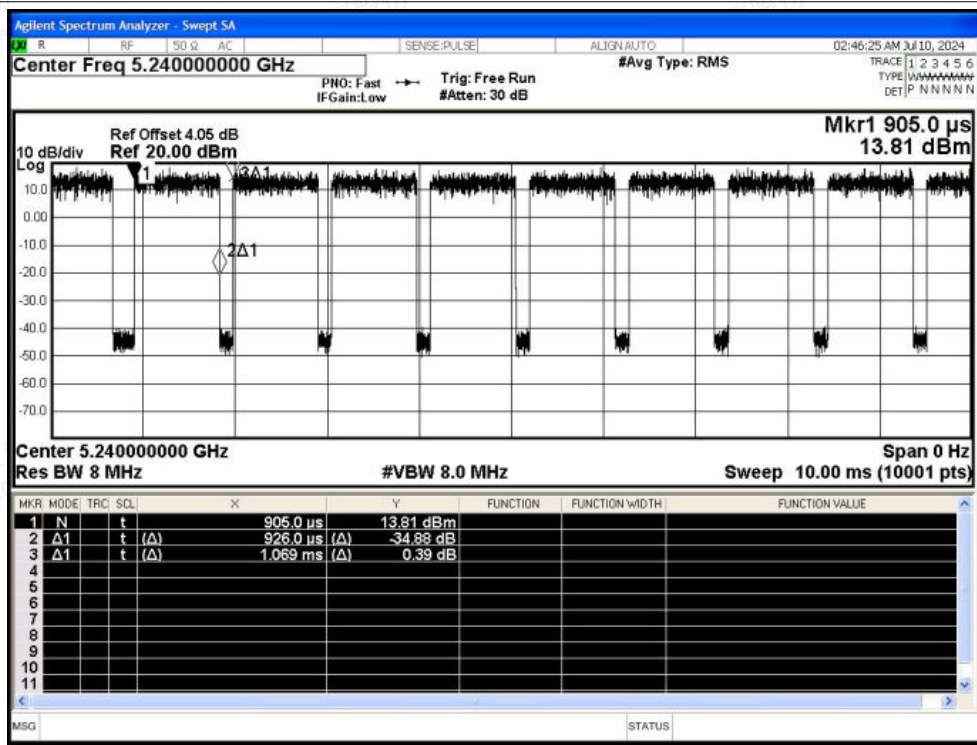 Agilent Spectrum Analyzer - Swept SA
LXI R RF 50 Ω AC SENSE:PULSE ALIGN AUTO 02:46:25 AM Jul 10, 2024
Center Freq 5.240000000 GHz #Avg Type: RMS TRACE 1 2 3 4 5 6
PNO: Fast Trig: Free Run TYPE
IFGain:Low #Atten: 30 dB DET P N N N N N
Mkr1 905.0 µs
Ref Offset 4.05 dB
10 dB/div Ref 20.00 dBm 13.81 dBm
Log
1 3Δ1
10.0
0.00
2Δ1
-10.0
-20.0
-30.0
-40.0
-50.0
-60.0
-70.0
Center 5.240000000 GHz Span 0 Hz
Res BW 8 MHz #VBW 8.0 MHz Sweep 10.00 ms (10001 pts)
MKR MODE TRC SCL X Y FUNCTION FUNCTION WIDTH FUNCTION VALUE
1 N t 905.0 µs 13.81 dBm
2 Δ1 t (Δ) 926.0 µs (Δ) -34.88 dB
3 Δ1 t (Δ) 1.069 ms (Δ) 0.39 dB
4
5
6
7
8
9
10
11
MSG STATUS